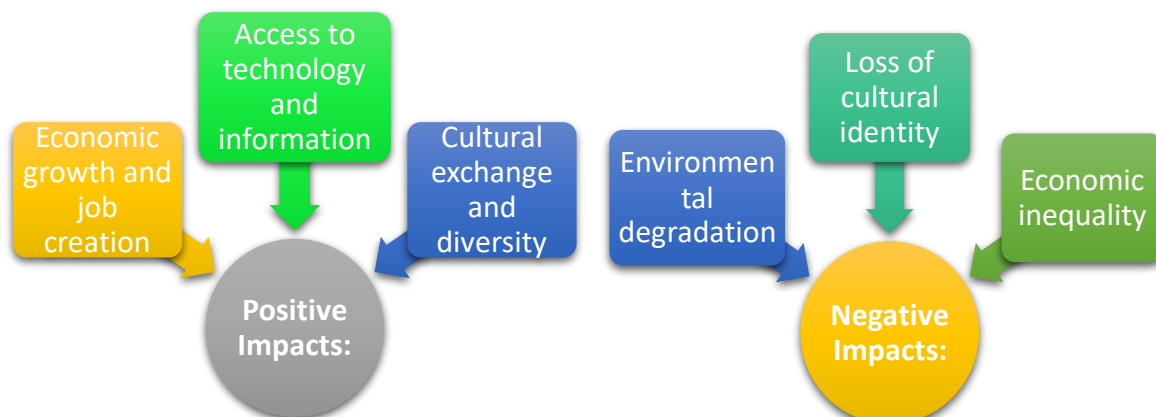 Economic
growth and
job
creation
Access to
technology
and
information
Cultural
exchange
and
diversity
Positive
Impacts:
Environmen
tal
degradation
Loss of
cultural
identity
Economic
inequality
Negative
Impacts: